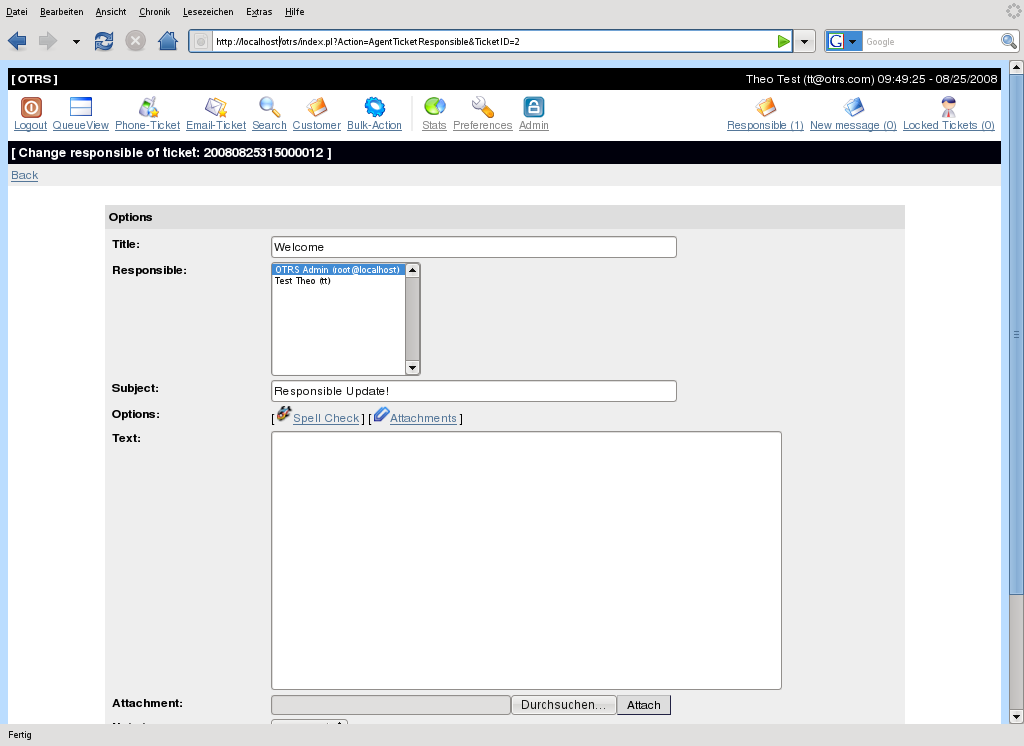 Datei Bearbeiten Ansicht Chronik Lesezeichen Extras Hilfe
http://localhost/otrs/index.pl?Action=AgentTicketResponsible&TicketID=2
G Google
[ OTRS ] Theo Test (tt@otrs.com) 09:49:25 - 08/25/2008
Logout QueueView Phone-Ticket Email-Ticket Search Customer Bulk-Action Stats Preferences Admin Responsible (1) New message (0) Locked Tickets (0)
[ Change responsible of ticket: 20080825315000012 ]
Back
Options
Title: Welcome
Responsible: OTRS Admin (root@localhost)
Test Theo (tt)
Subject: Responsible Update!
Options: [ Spell Check ] [ Attachments ]
Text:
Attachment: Durchsuchen... Attach
Fertig